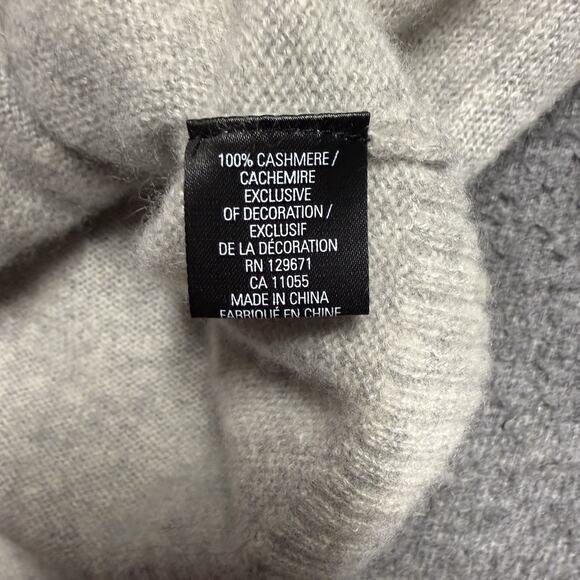 100% CASHMERE /
CACHEMIRE
EXCLUSIVE
OF DECORATION /
EXCLUSIF
DE LA DÉCORATION
RN 129671
CA 11055
MADE IN CHINA
FABRIQUÉ EN CHINE